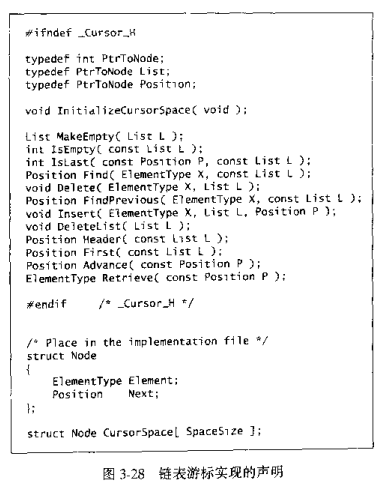 #ifndef _Cursor_H
typedef int PtrToNode;
typedef PtrToNode List;
typedef PtrToNode Position;
void InitializeCursorSpace( void );
List MakeEmpty( List L );
int IsEmpty( const List L );
int IsLast( const Position P, const List L );
Position Find( ElementType X, const List L );
void Delete( ElementType X, List L );
Position FindPrevious( ElementType X, const List L );
void Insert( ElementType X, List L, Position P );
void DeleteList( List L );
Position Header( const List L );
Position First( const List L );
Position Advance( const Position P );
ElementType Retrieve( const Position P );
#endif /* _Cursor_H */
/* Place in the implementation file */
struct Node
{
ElementType Element;
Position Next;
};
struct Node CursorSpace[ SpaceSize ];
图 3-28 链表游标实现的声明